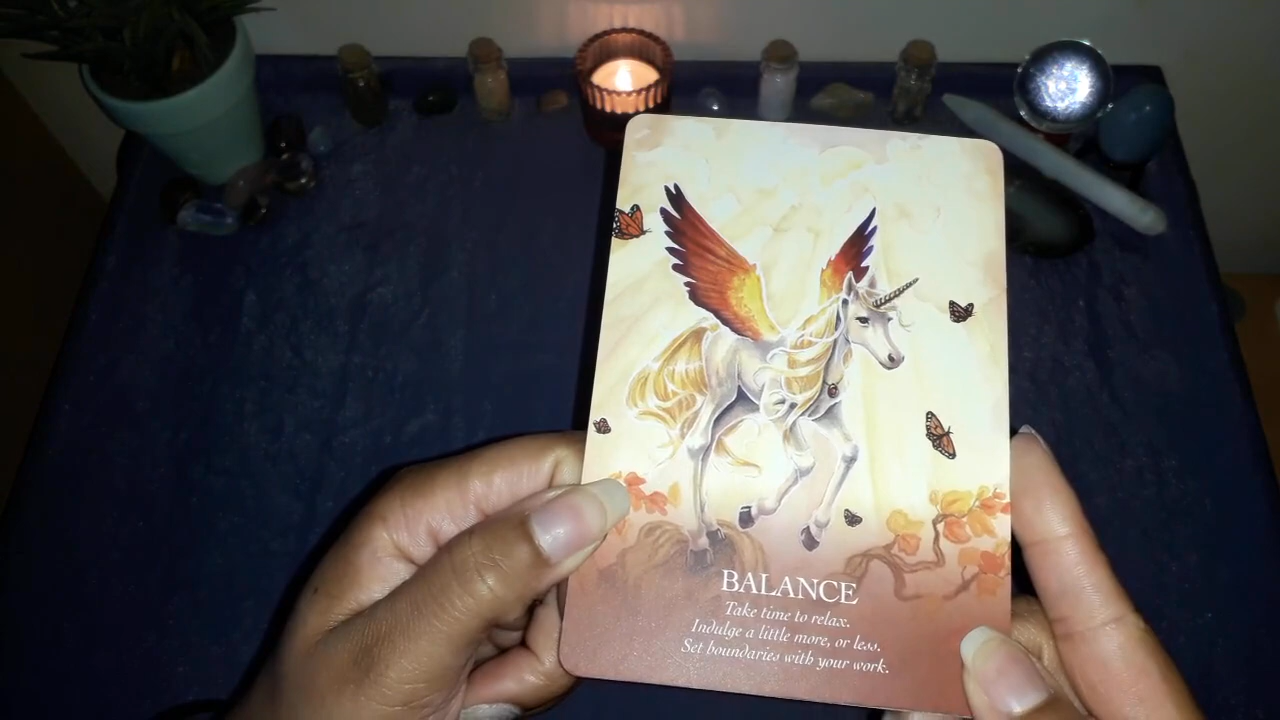 BALANCE
Take time to relax.
Indulge a little more, or less.
Set boundaries with your work.